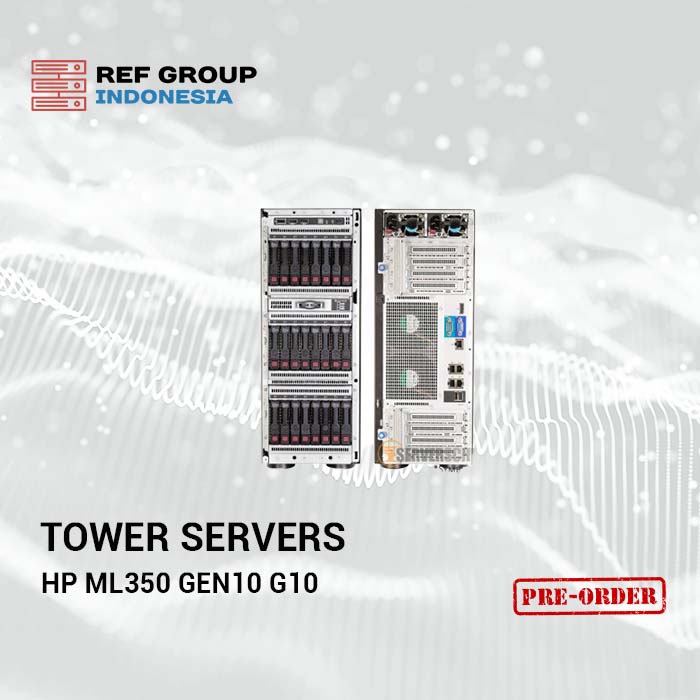 REF GROUP
INDONESIA
TOWER SERVERS
HP ML350 GEN10 G10
PRE-ORDER